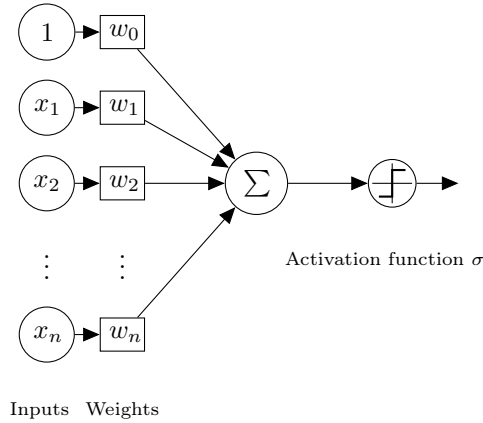 1 w₀
x₁ w₁
x₂ w₂ ∑
⋮ ⋮
Activation function σ
xₙ wₙ
Inputs Weights